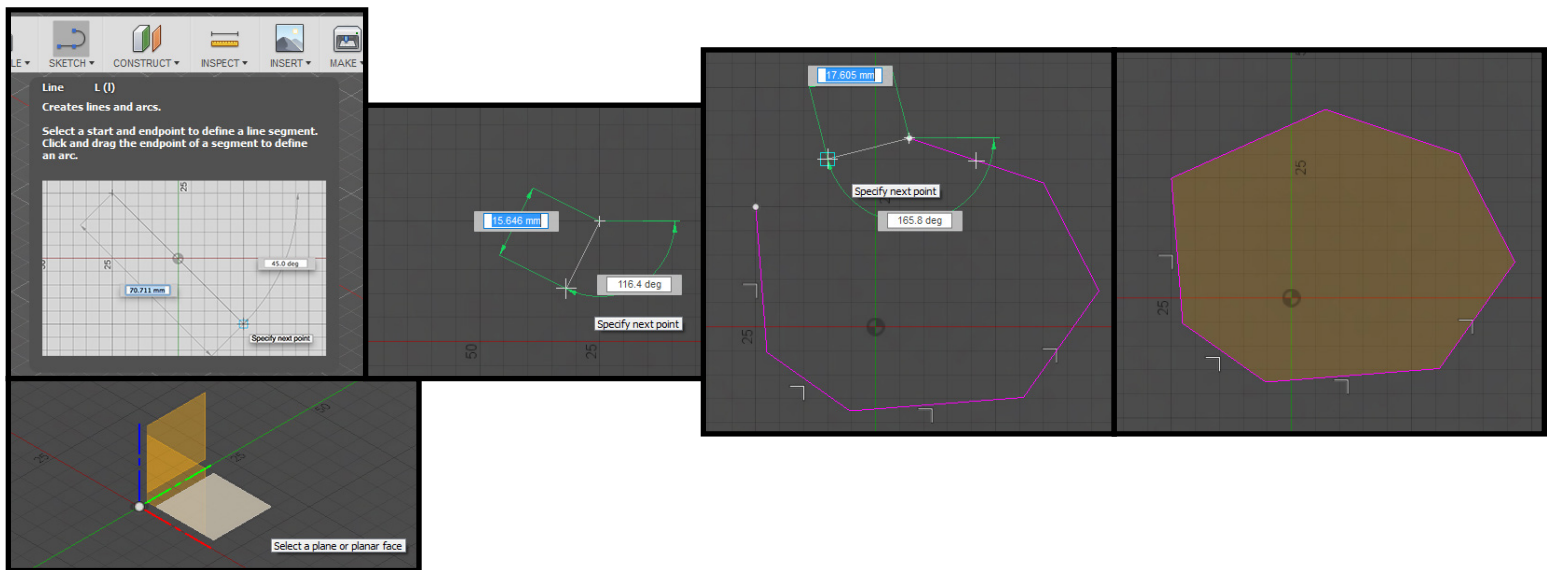 LE SKETCH CONSTRUCT INSPECT INSERT MAKE
Line L (l)
Creates lines and arcs.
Select a start and endpoint to define a line segment.
Click and drag the endpoint of a segment to define
an arc.
25
25
45.0 deg
70.711 mm
Specify next point
50
25
Select a plane or planar face
15.646 mm
116.4 deg
Specify next point
50
25
17.605 mm
Specify next point
165.8 deg
25
25
25